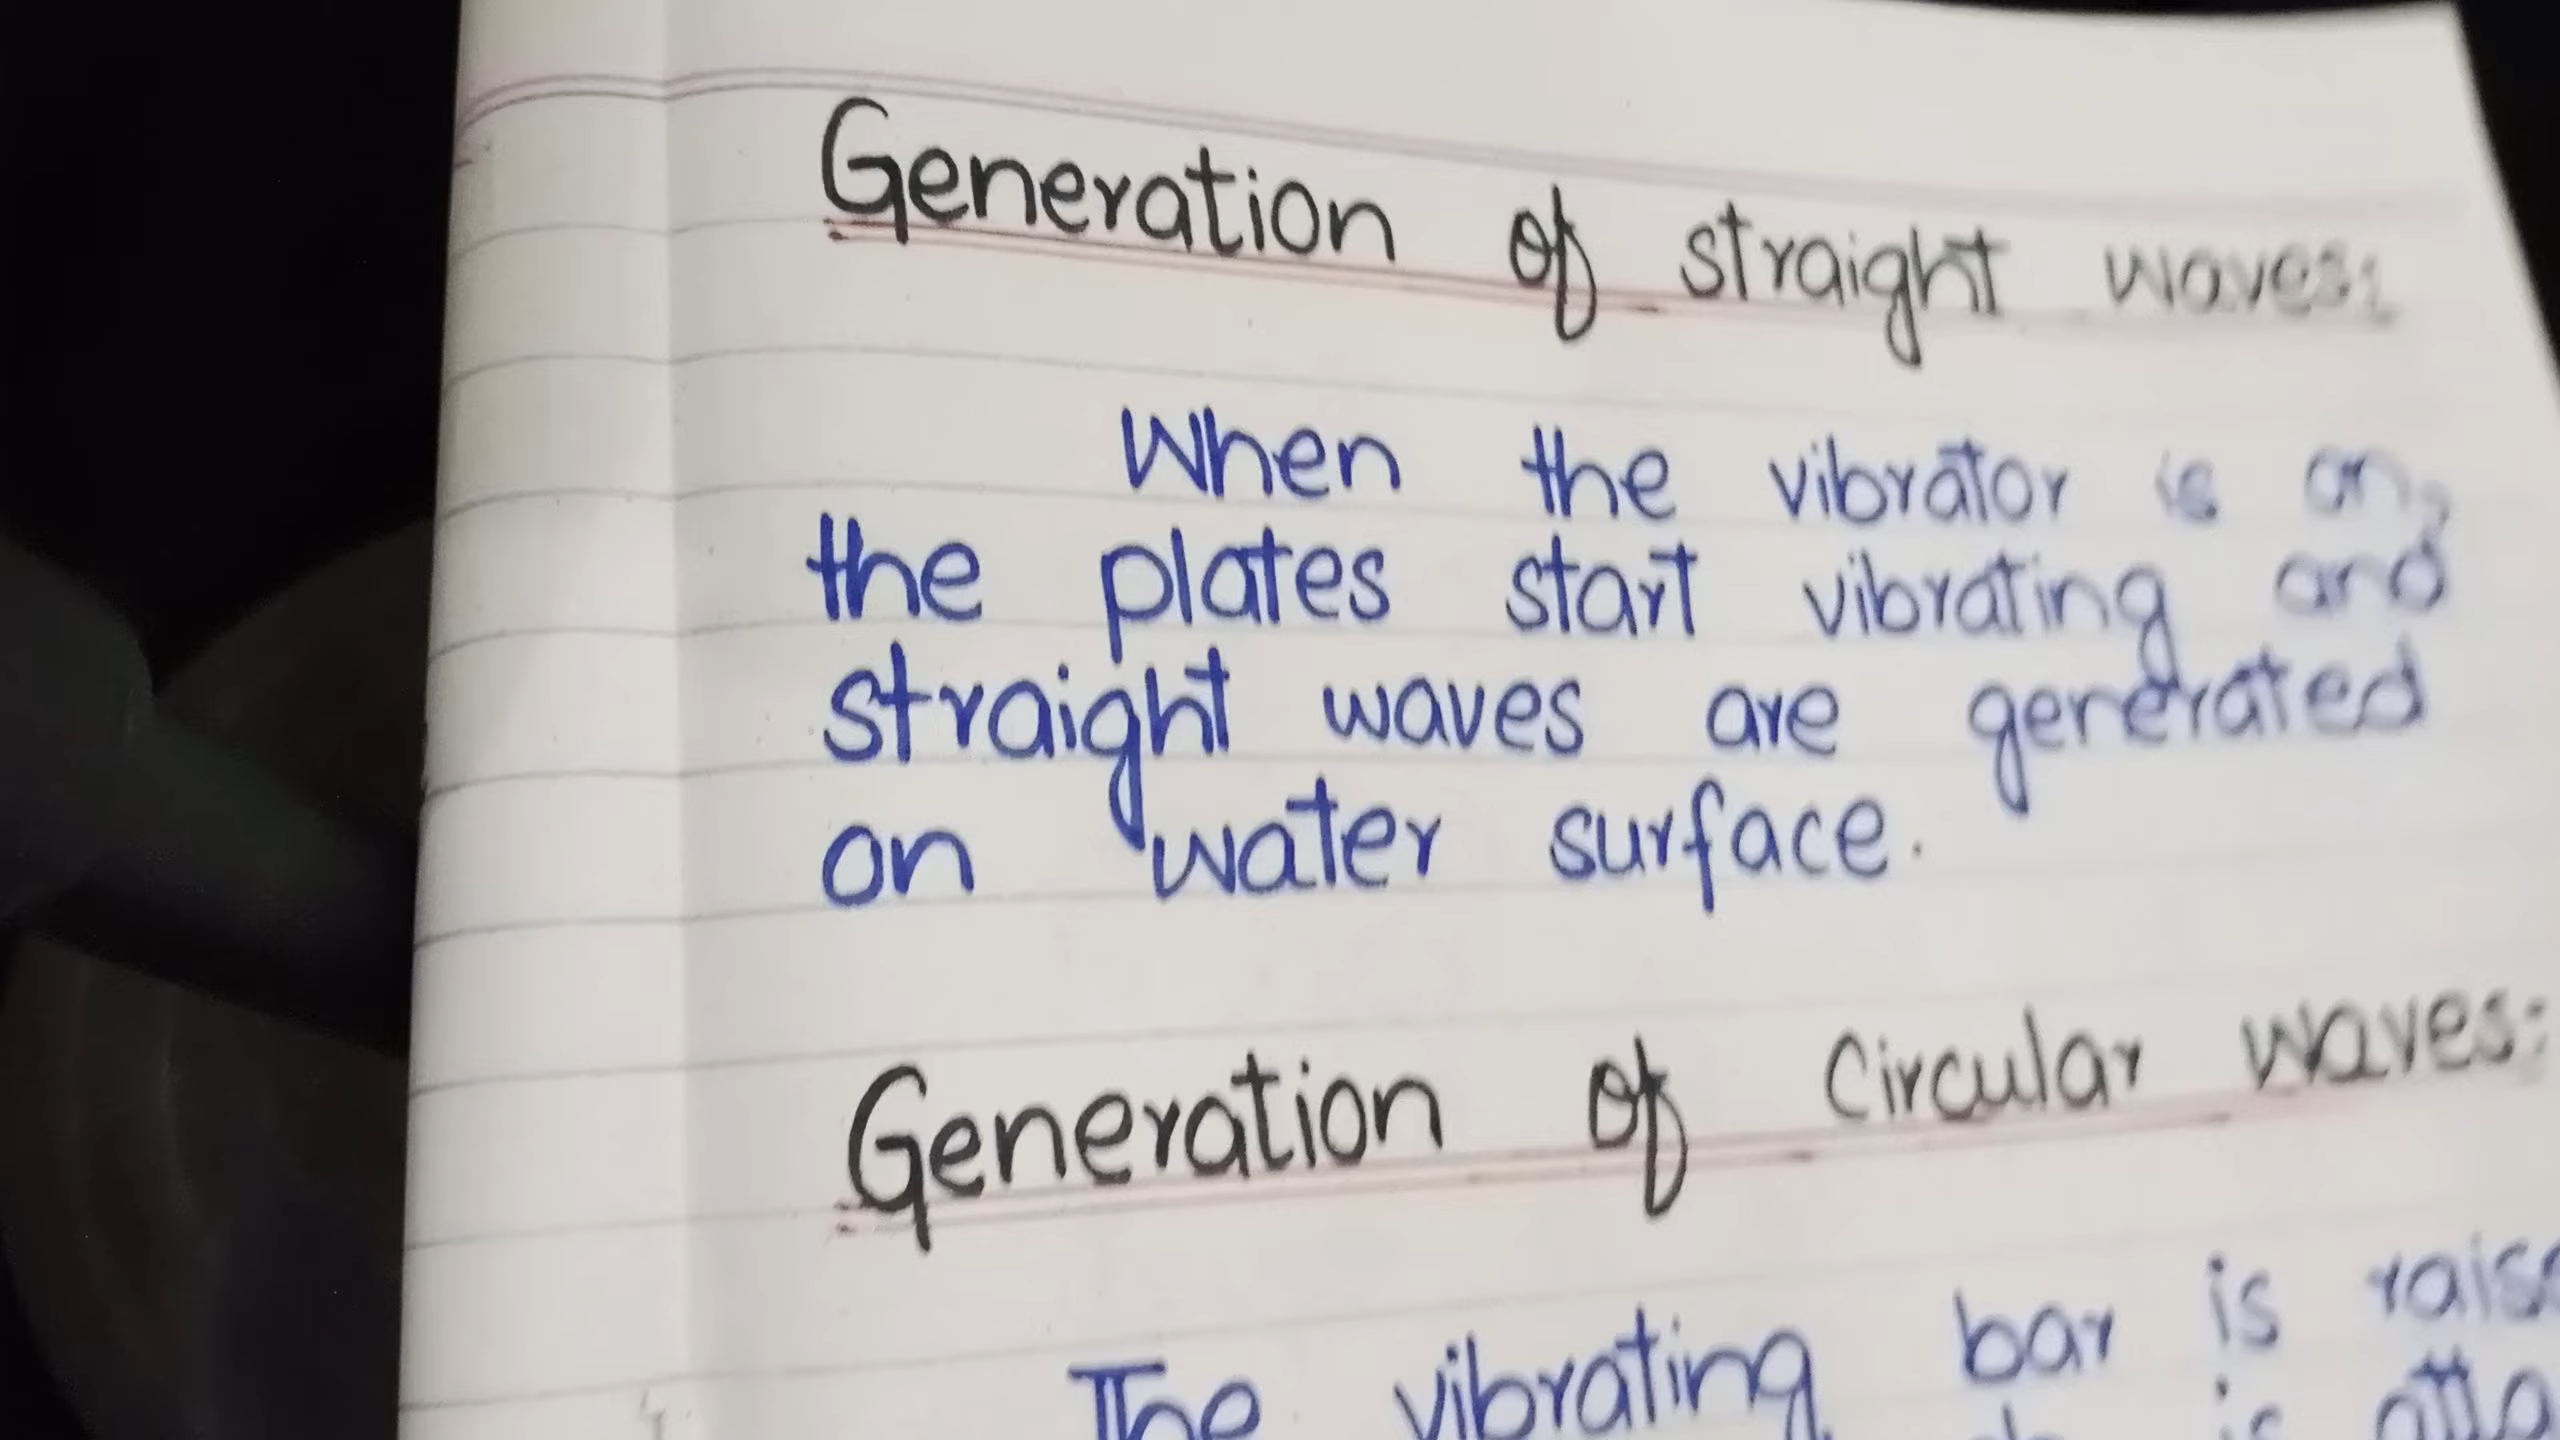 Generation of straight waves:
When the vibrator is on,
the plates start vibrating and
straight waves are generated
on water surface.
Generation of Circular waves:
The vibrating bar is
is